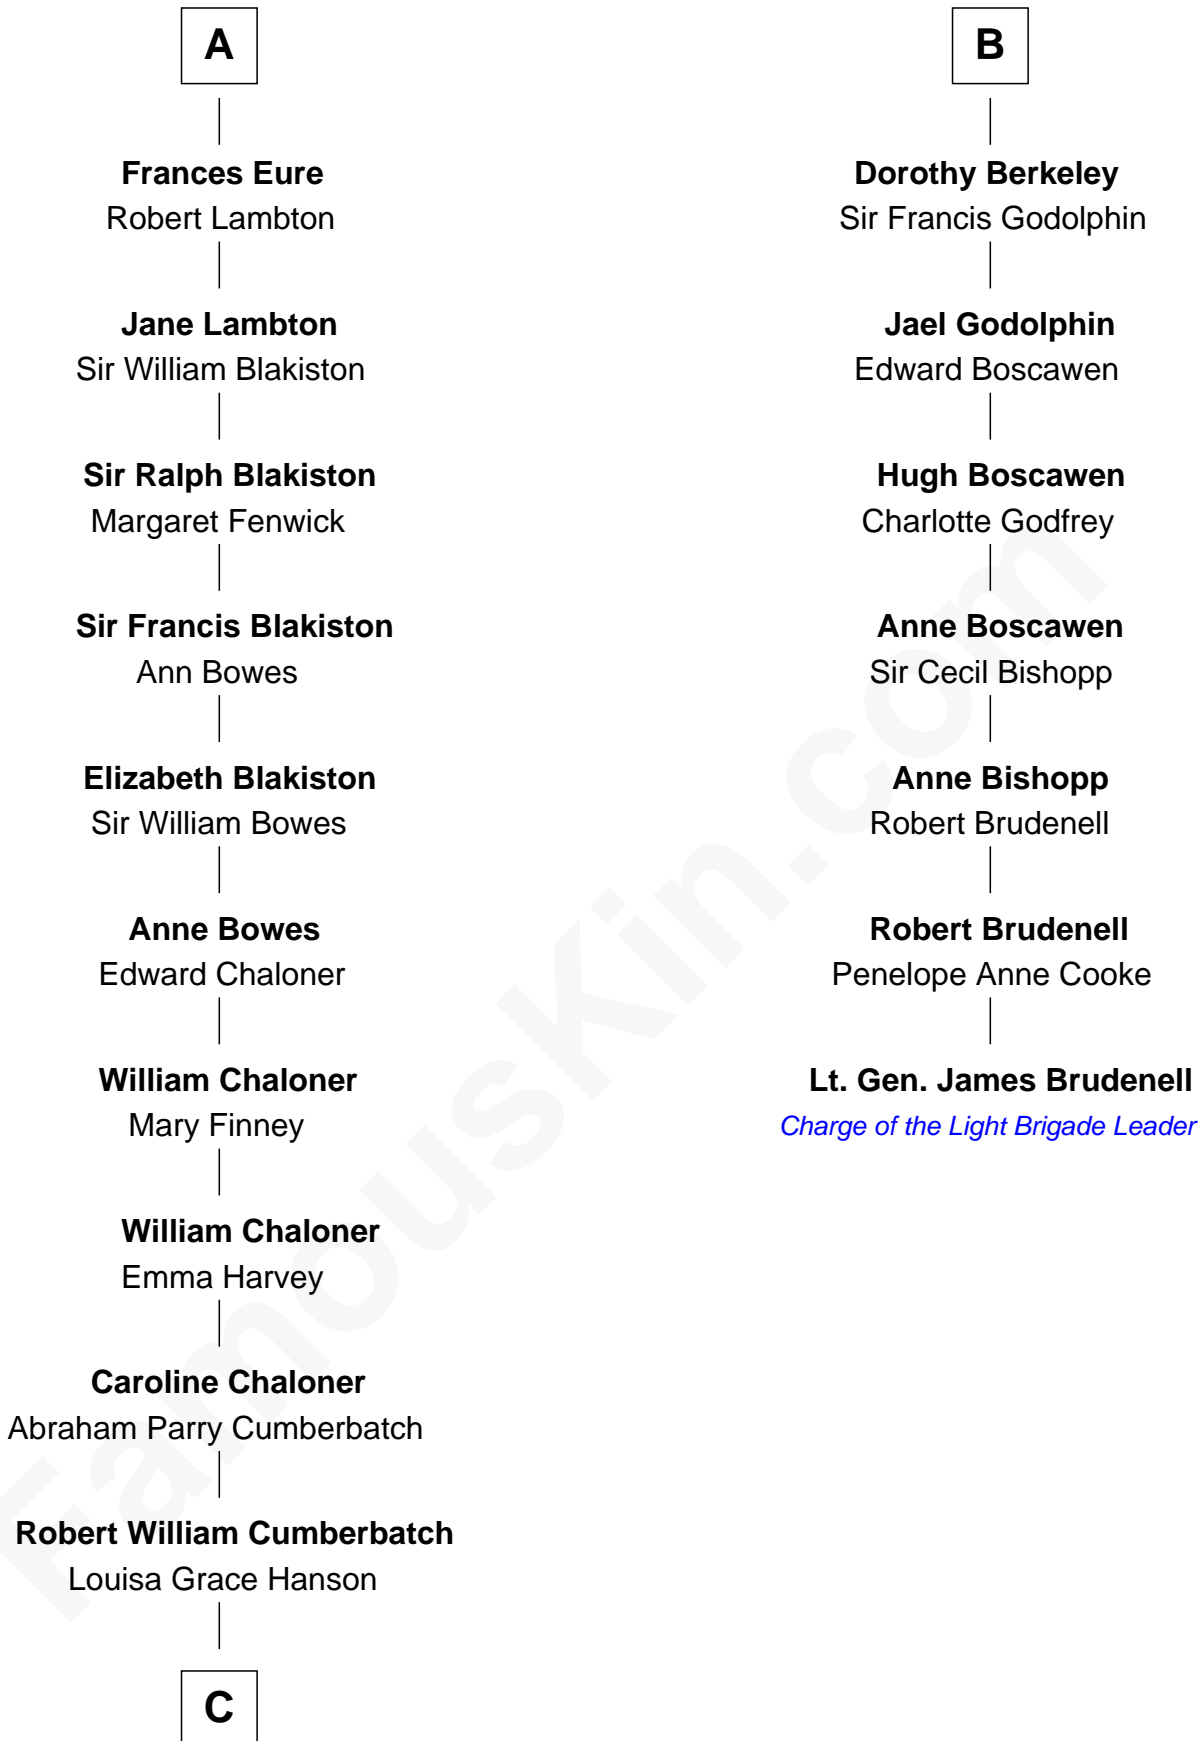 A
Frances Eure
Robert Lambton
Jane Lambton
Sir William Blakiston
Sir Ralph Blakiston
Margaret Fenwick
Sir Francis Blakiston
Ann Bowes
Elizabeth Blakiston
Sir William Bowes
Anne Bowes
Edward Chaloner
William Chaloner
Mary Finney
William Chaloner
Emma Harvey
Caroline Chaloner
Abraham Parry Cumberbatch
Robert William Cumberbatch
Louisa Grace Hanson
C
B
Dorothy Berkeley
Sir Francis Godolphin
Jael Godolphin
Edward Boscawen
Hugh Boscawen
Charlotte Godfrey
Anne Boscawen
Sir Cecil Bishopp
Anne Bishopp
Robert Brudenell
Robert Brudenell
Penelope Anne Cooke
Lt. Gen. James Brudenell
Charge of the Light Brigade Leader
FamousKin.com